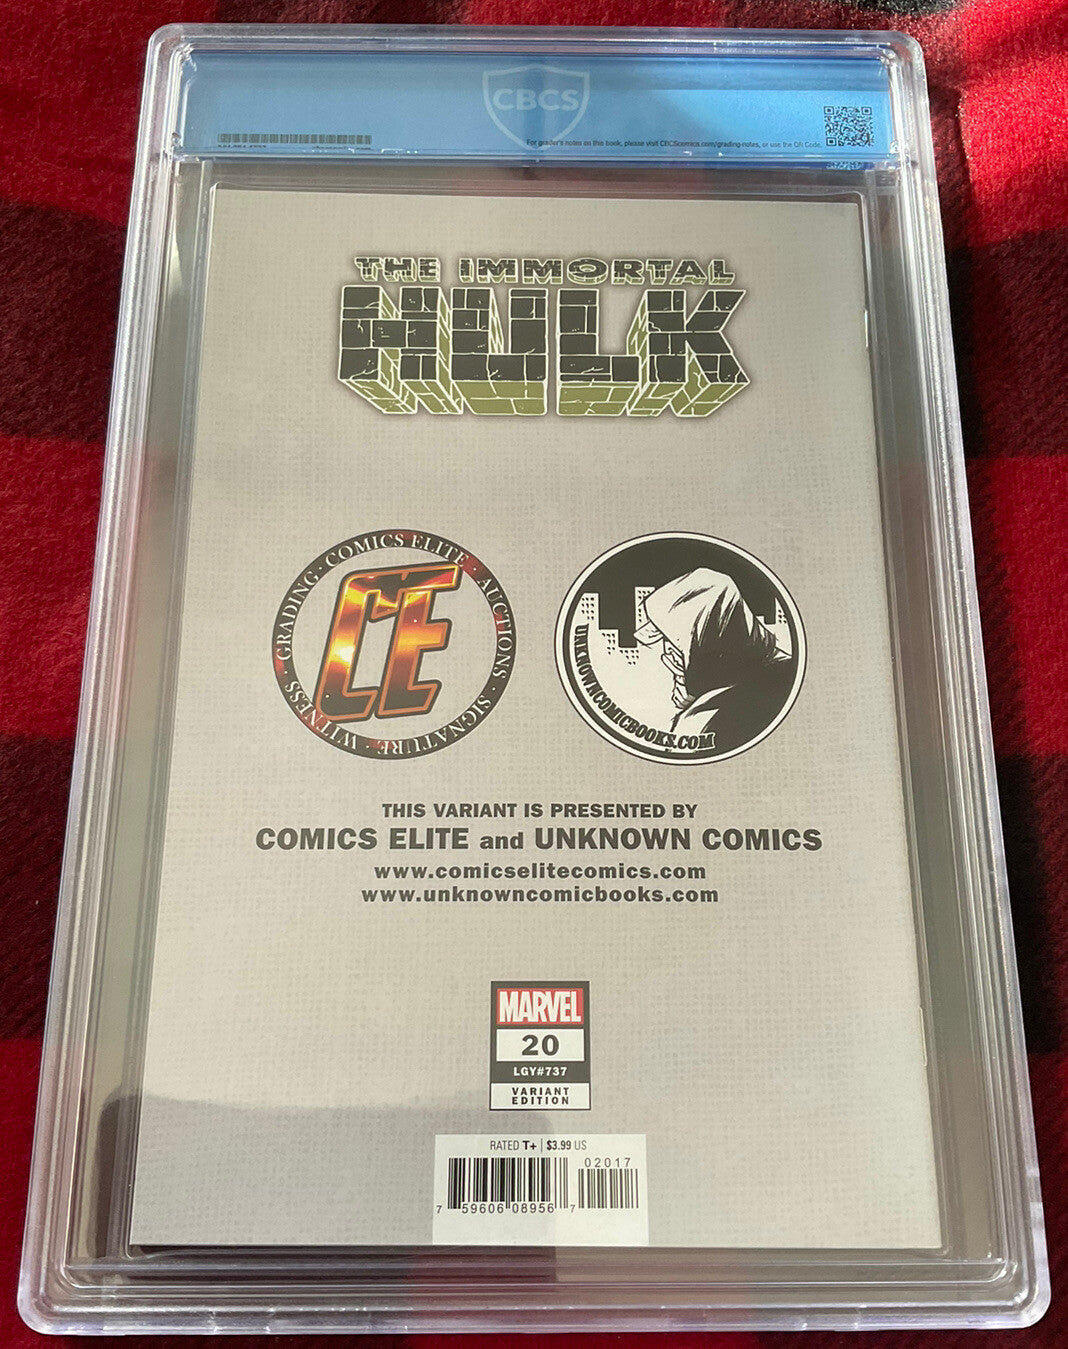 CBCS
For grader's notes on this book, please visit CBCScomics.com/grading-notes, or use the QR Code.
THE IMMORTAL
HULK
GRADING · COMICS ELITE · AUCTIONS · SIGNATURE · WITNESS ·
CE
UNKNOWNCOMICBOOKS.COM
THIS VARIANT IS PRESENTED BY
COMICS ELITE and UNKNOWN COMICS
www.comicselitecomics.com
www.unknowncomicbooks.com
MARVEL
20
LGY#737
VARIANT
EDITION
RATED T+ | $3.99 US
02017
7 59606 08956 7